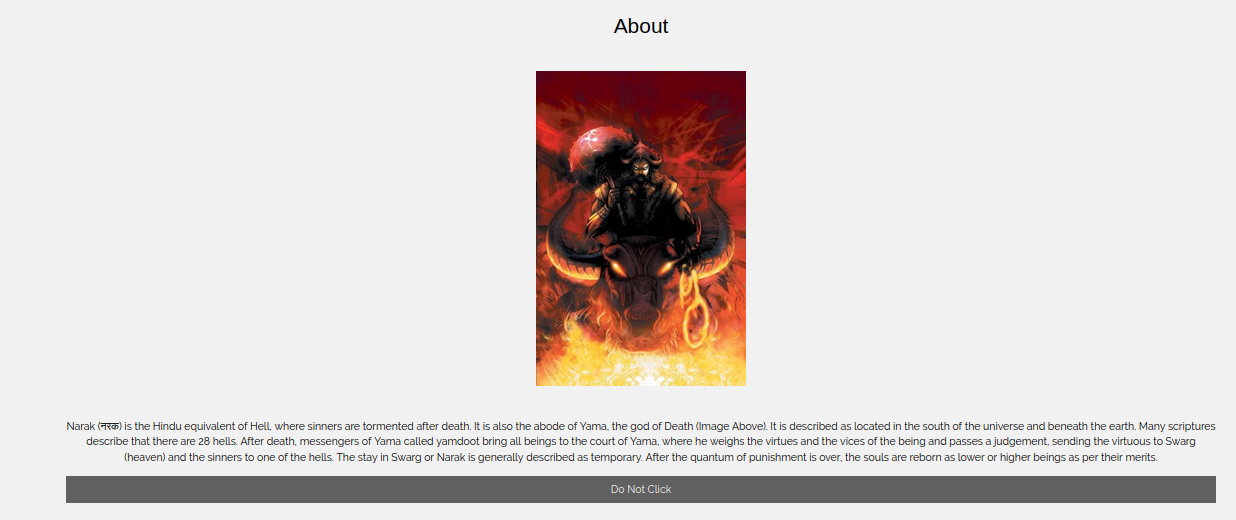 About
Narak (नरक) is the Hindu equivalent of Hell, where sinners are tormented after death. It is also the abode of Yama, the god of Death (Image Above). It is described as located in the south of the universe and beneath the earth. Many scriptures
describe that there are 28 hells. After death, messengers of Yama called yamdoot bring all beings to the court of Yama, where he weighs the virtues and the vices of the being and passes a judgement, sending the virtuous to Swarg
(heaven) and the sinners to one of the hells. The stay in Swarg or Narak is generally described as temporary. After the quantum of punishment is over, the souls are reborn as lower or higher beings as per their merits.
Do Not Click